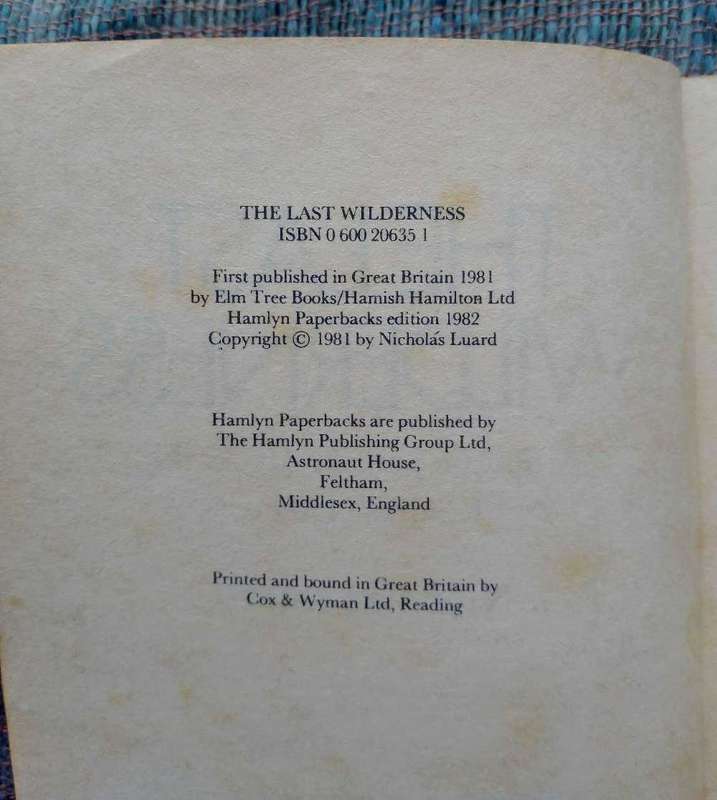 THE LAST WILDERNESS
ISBN 0 600 20635 1
First published in Great Britain 1981
by Elm Tree Books/Hamish Hamilton Ltd
Hamlyn Paperbacks edition 1982
Copyright © 1981 by Nicholas Luard
Hamlyn Paperbacks are published by
The Hamlyn Publishing Group Ltd,
Astronaut House,
Feltham,
Middlesex, England
Printed and bound in Great Britain by
Cox & Wyman Ltd, Reading